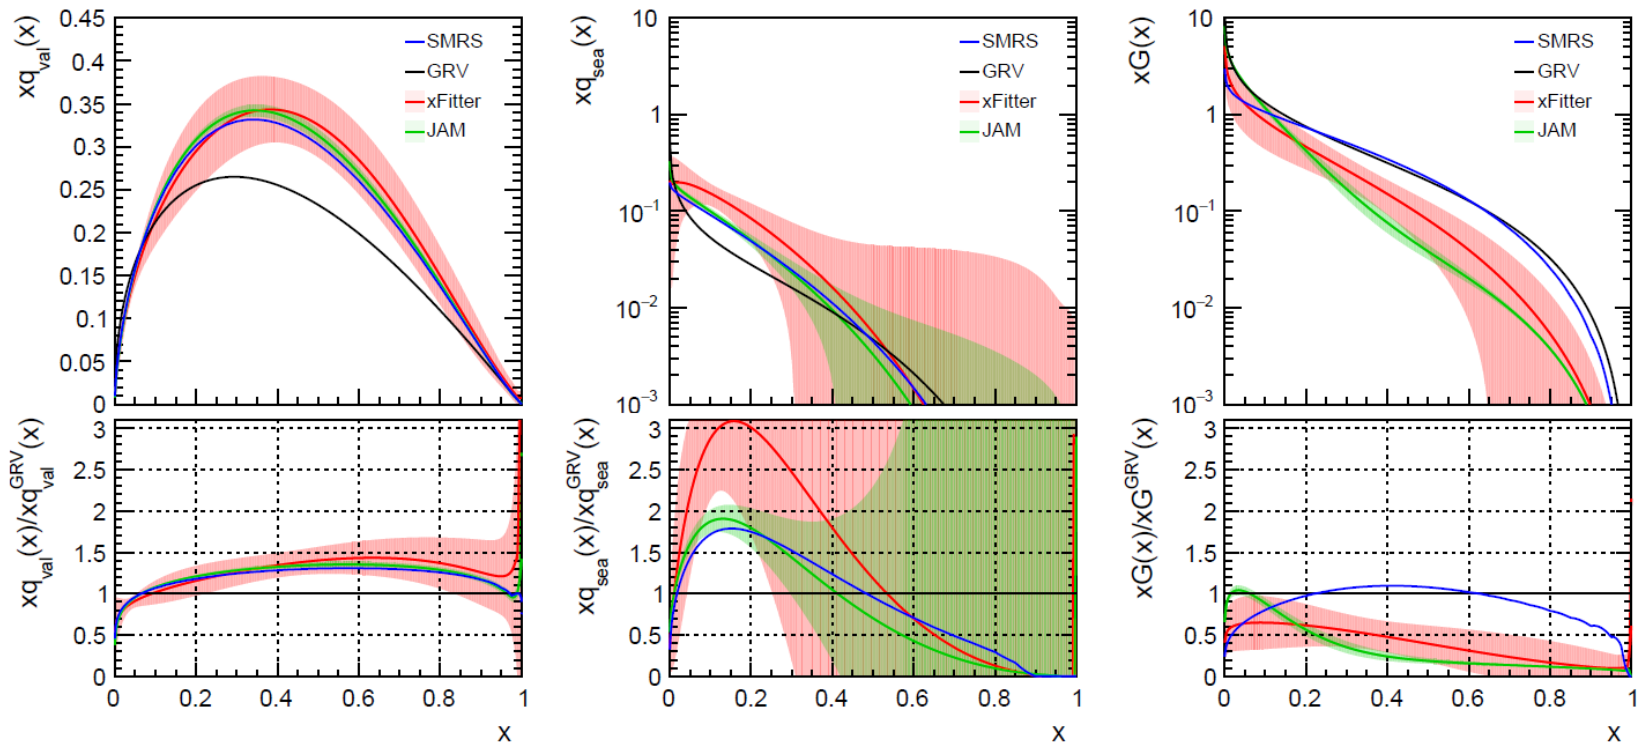 xq_val(x)
0.45
0.4
0.35
0.3
0.25
0.2
0.15
0.1
0.05
0
SMRS
GRV
xFitter
JAM
xq_sea(x)
10
1
10^−1
10^−2
10^−3
SMRS
GRV
xFitter
JAM
xG(x)
10
1
10^−1
10^−2
10^−3
SMRS
GRV
xFitter
JAM
xq_val(x)/xq_val^GRV(x)
3
2.5
2
1.5
1
0.5
0
0 0.2 0.4 0.6 0.8 1
x
xq_sea(x)/xq_sea^GRV(x)
3
2.5
2
1.5
1
0.5
0
0 0.2 0.4 0.6 0.8 1
x
xG(x)/xG^GRV(x)
3
2.5
2
1.5
1
0.5
0
0 0.2 0.4 0.6 0.8 1
x